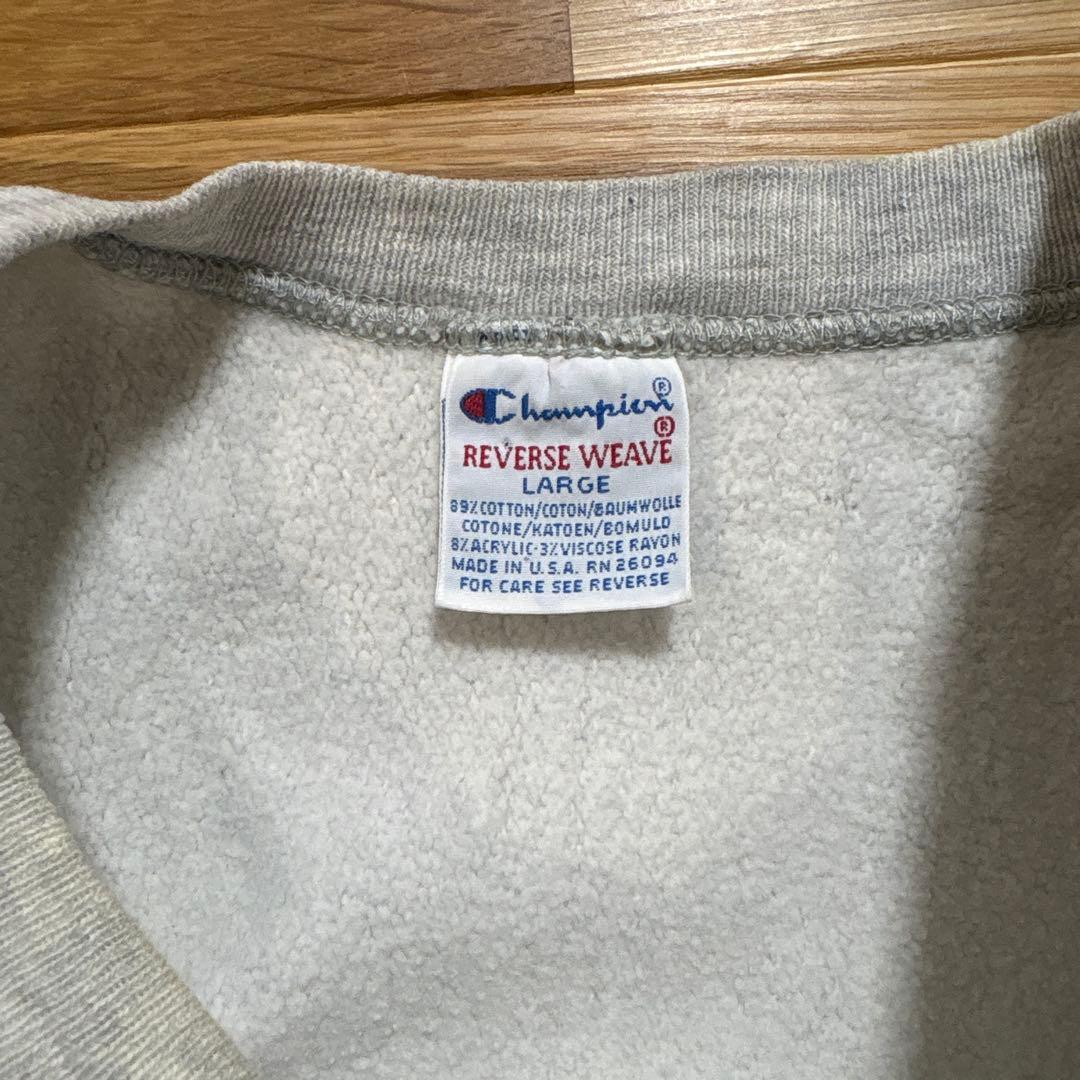 Champion®
REVERSE WEAVE®
LARGE
89% COTTON/COTON/BAUMWOLLE
COTONE/KATOEN/BOMULD
8% ACRYLIC-3% VISCOSE RAYON
MADE IN U.S.A. RN 26094
FOR CARE SEE REVERSE